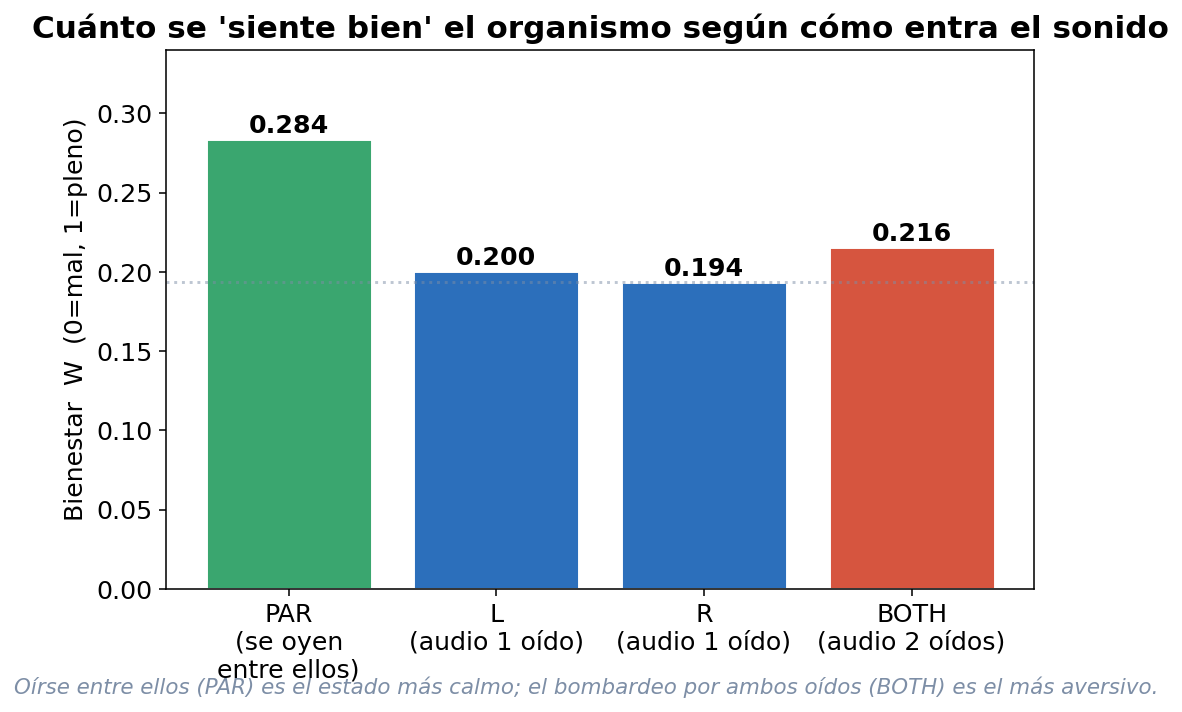 Cuánto se 'siente bien' el organismo según cómo entra el sonido
Bienestar W (0=mal, 1=pleno)
0.30
0.25
0.20
0.15
0.10
0.05
0.00
0.284
0.200
0.194
0.216
PAR
(se oyen
entre ellos)
L
(audio 1 oído)
R
(audio 1 oído)
BOTH
(audio 2 oídos)
Oírse entre ellos (PAR) es el estado más calmo; el bombardeo por ambos oídos (BOTH) es el más aversivo.